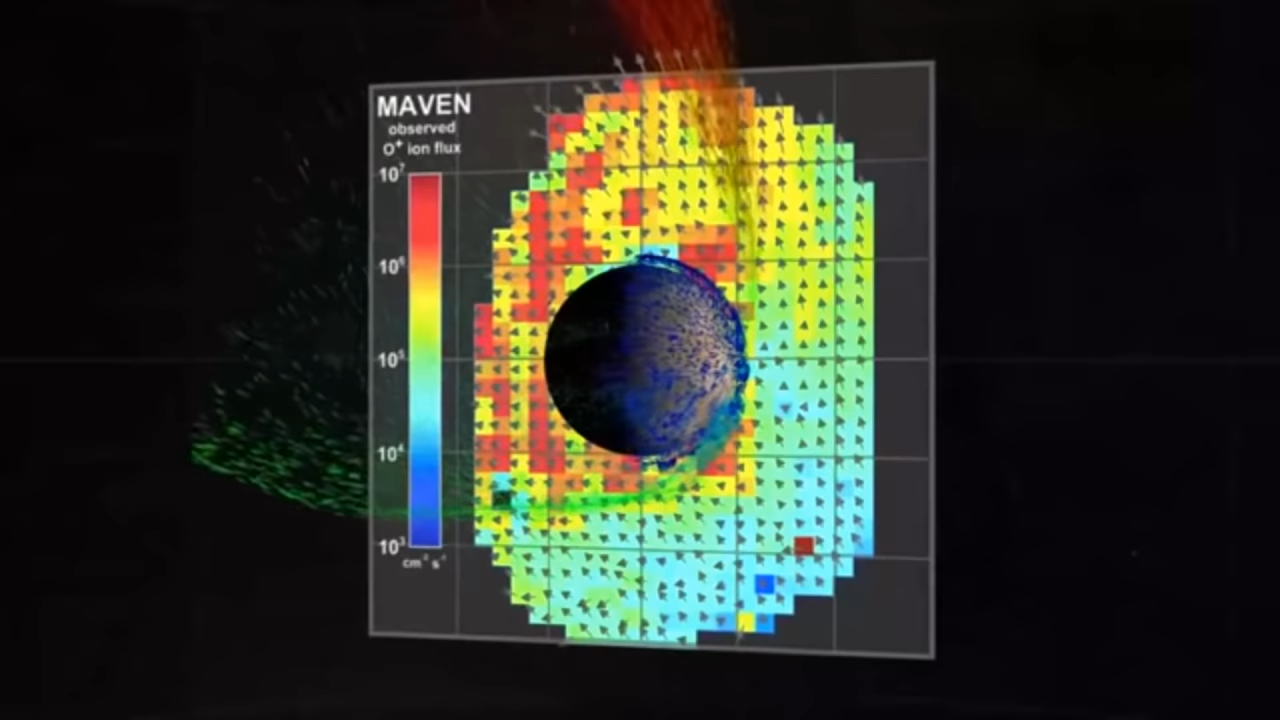 MAVEN
observed
O⁺ ion flux
10⁷
10⁶
10⁵
10⁴
10³
cm⁻² s⁻¹